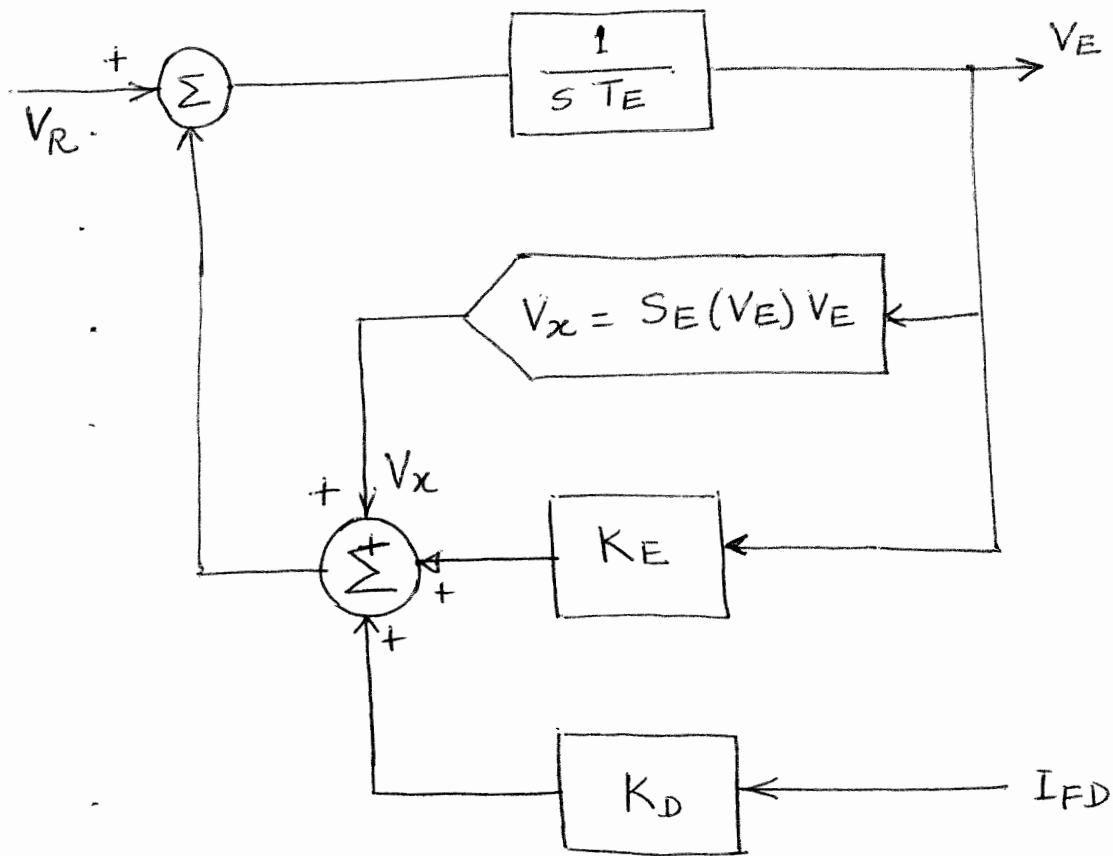 V_E
+
Σ
1
s T_E
V_R
V_x = S_E(V_E) V_E
+
V_x
+
Σ
K_E
+
+
K_D
I_FD